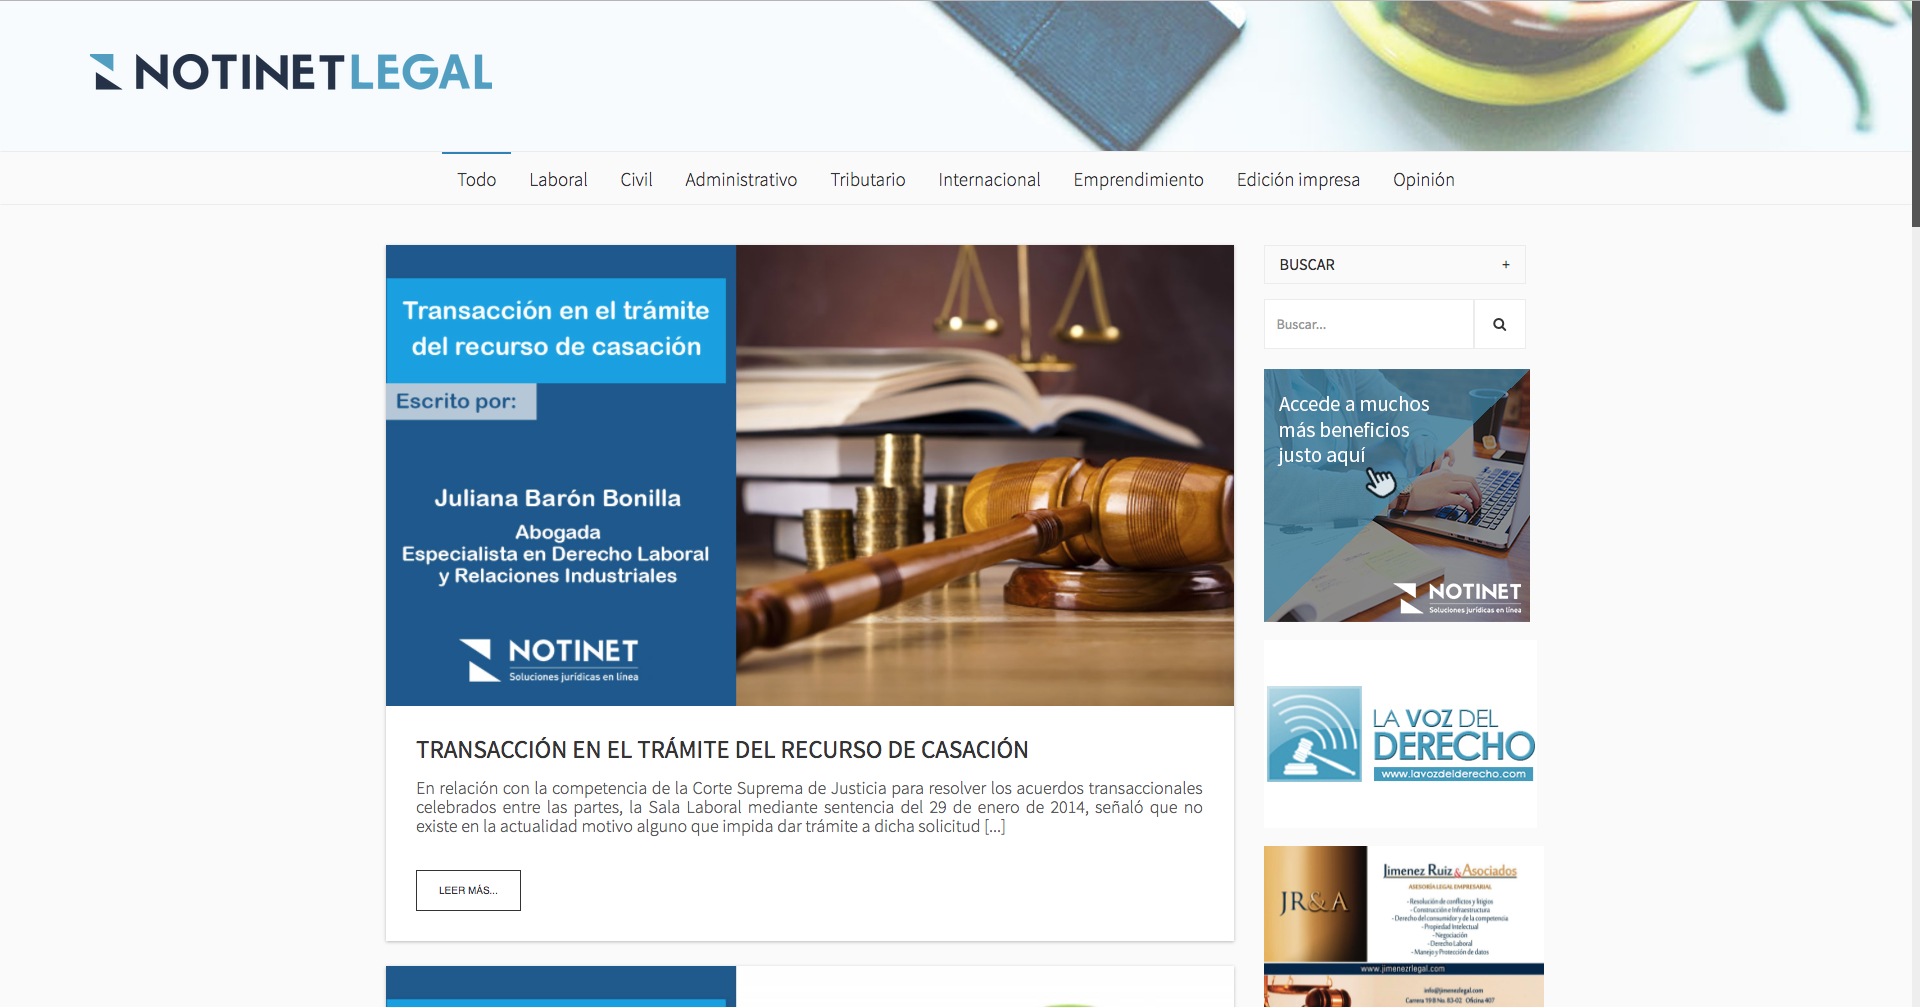 NOTINETLEGAL
Todo Laboral Civil Administrativo Tributario Internacional Emprendimiento Edición impresa Opinión
Transacción en el trámite
del recurso de casación
Escrito por:
Juliana Barón Bonilla
Abogada
Especialista en Derecho Laboral
y Relaciones Industriales
NOTINET
Soluciones jurídicas en línea
TRANSACCIÓN EN EL TRÁMITE DEL RECURSO DE CASACIÓN
En relación con la competencia de la Corte Suprema de Justicia para resolver los acuerdos transaccionales
celebrados entre las partes, la Sala Laboral mediante sentencia del 29 de enero de 2014, señaló que no
existe en la actualidad motivo alguno que impida dar trámite a dicha solicitud [...]
LEER MÁS...
BUSCAR +
Buscar...
Accede a muchos
más beneficios
justo aquí
NOTINET
Soluciones jurídicas en línea
LA VOZ DEL
DERECHO
www.lavozdelderecho.com
JR&A
Jimenez Ruiz & Asociados
ASESORÍA LEGAL EMPRESARIAL
- Resolución de conflictos y litigios
- Construcción e Infraestructura
- Derecho del consumidor y de la competencia
- Propiedad Intelectual
- Negociación
- Derecho Laboral
- Manejo y Protección de datos
www.jimenezrlegal.com
info@jimenezlegal.com
Carrera 19 B No. 83-02 Oficina 407